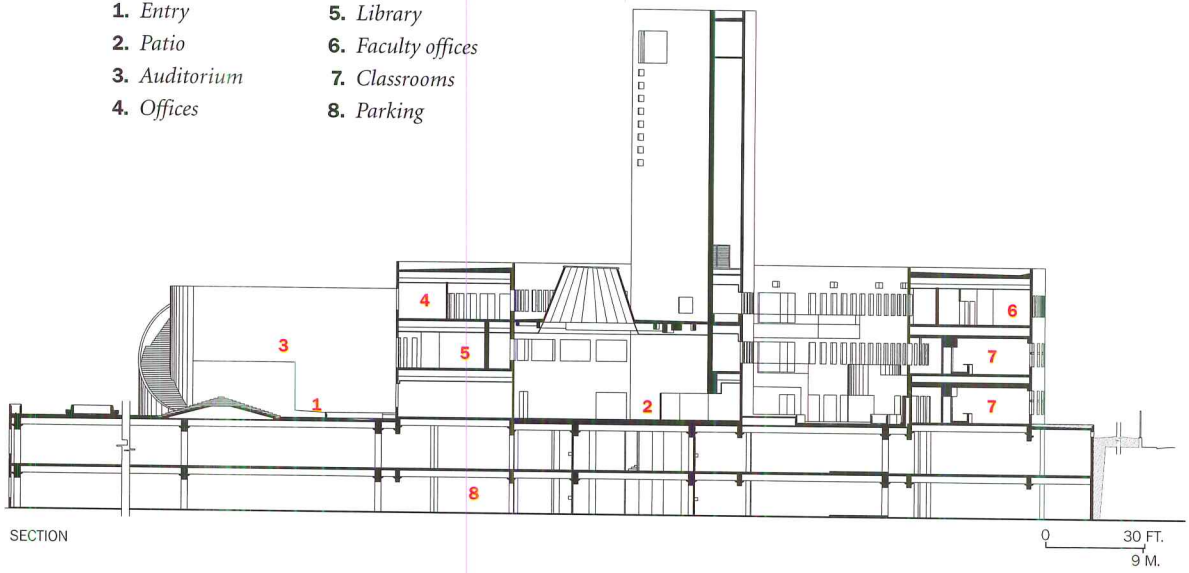 1. Entry
2. Patio
3. Auditorium
4. Offices
5. Library
6. Faculty offices
7. Classrooms
8. Parking
4
6
3
5
7
1
2
7
8
SECTION
0 30 FT.
9 M.